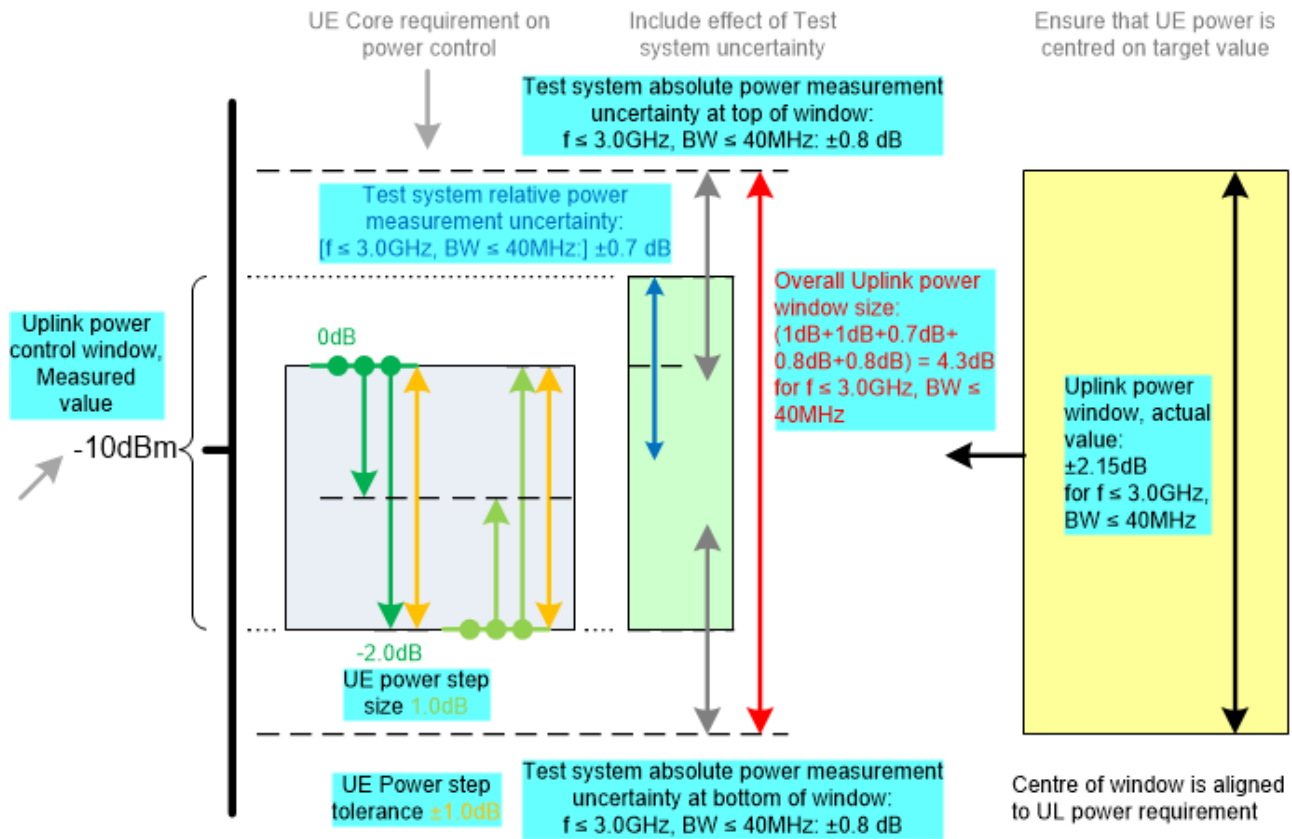 UE Core requirement on
power control
Include effect of Test
system uncertainty
Ensure that UE power is
centred on target value
Test system absolute power measurement
uncertainty at top of window:
f ≤ 3.0GHz, BW ≤ 40MHz: ±0.8 dB
Test system relative power
measurement uncertainty:
[f ≤ 3.0GHz, BW ≤ 40MHz:] ±0.7 dB
Uplink power
control window,
Measured
value
-10dBm
0dB
-2.0dB
UE power step
size 1.0dB
UE Power step
tolerance ±1.0dB
Overall Uplink power
window size:
(1dB+1dB+0.7dB+
0.8dB+0.8dB) = 4.3dB
for f ≤ 3.0GHz, BW ≤
40MHz
Uplink power
window, actual
value:
±2.15dB
for f ≤ 3.0GHz,
BW ≤ 40MHz
Test system absolute power measurement
uncertainty at bottom of window:
f ≤ 3.0GHz, BW ≤ 40MHz: ±0.8 dB
Centre of window is aligned
to UL power requirement